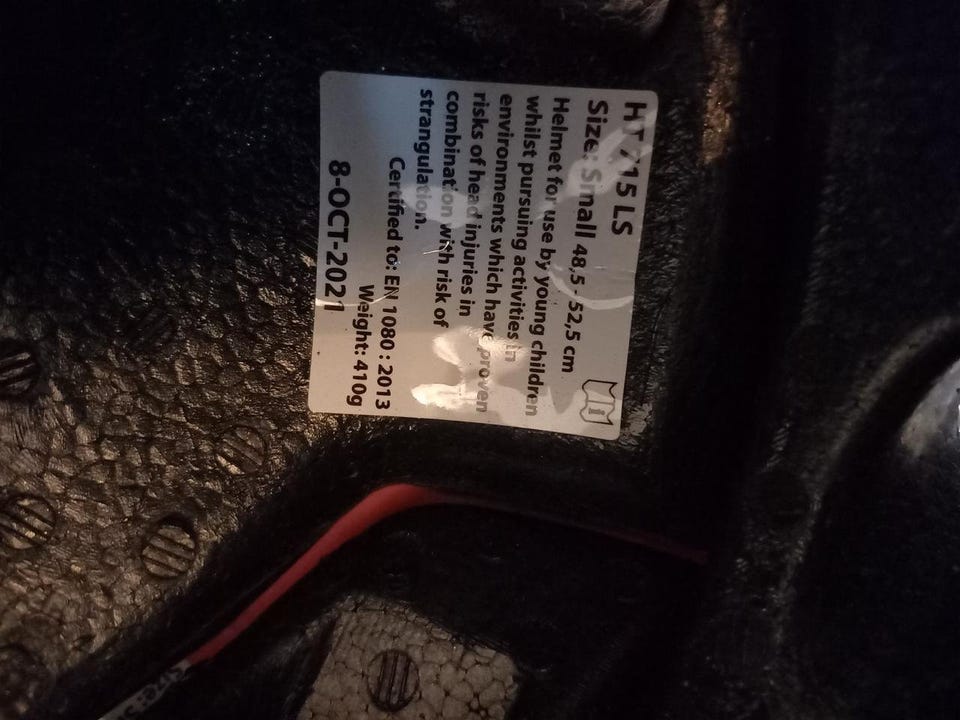 HT 715 LS
Size: Small 48,5 - 52,5 cm
Helmet for use by young children
whilst pursuing activities in
environments which have proven
risks of head injuries in
combination with risk of
strangulation.
Certified to: EN 1080 : 2013
Weight: 410g
8-OCT-2021